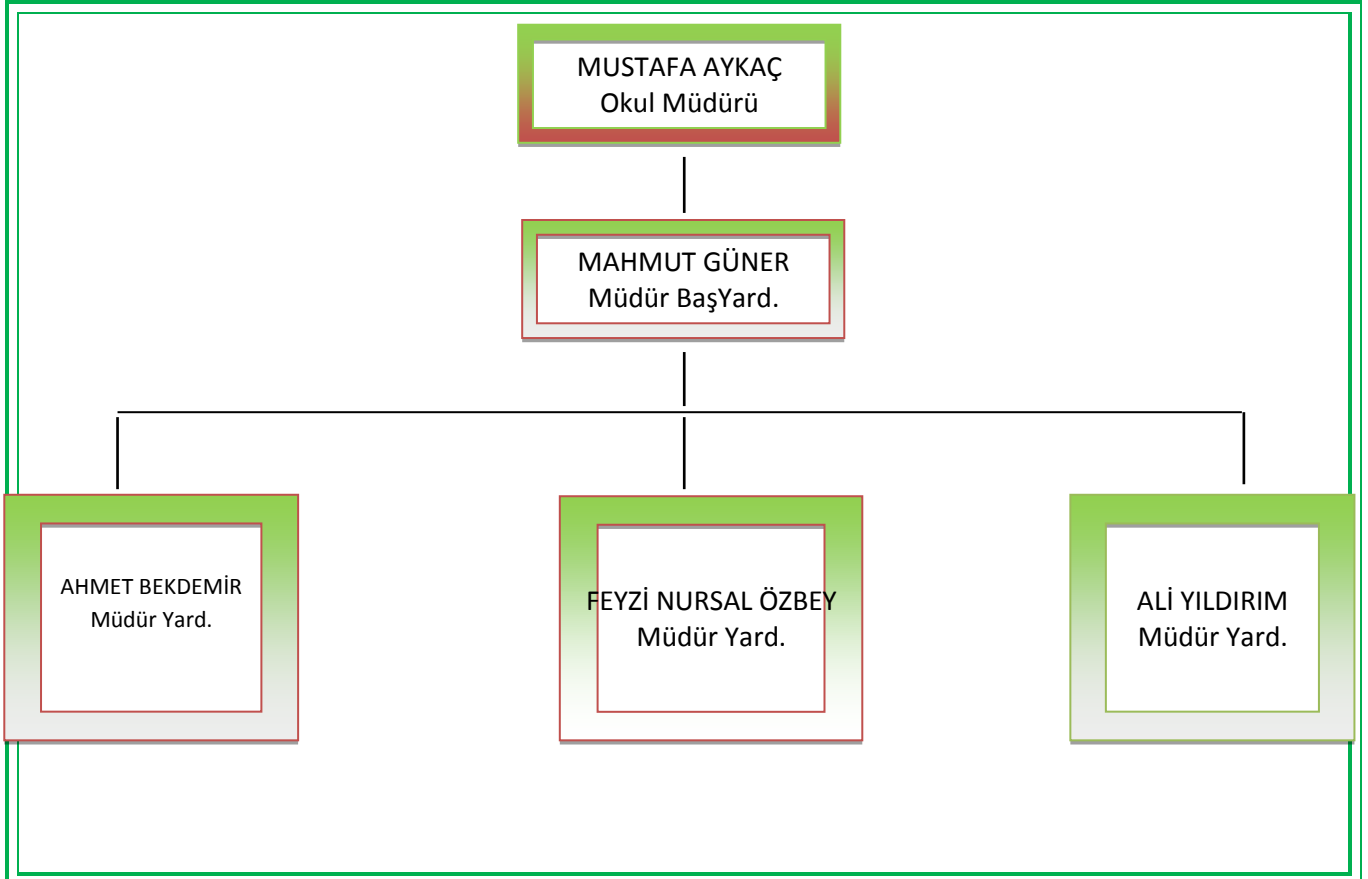 MUSTAFA AYKAÇ
Okul Müdürü
MAHMUT GÜNER
Müdür BaşYard.
AHMET BEKDEMİR
Müdür Yard.
FEYZİ NURSAL ÖZBEY
Müdür Yard.
ALİ YILDIRIM
Müdür Yard.